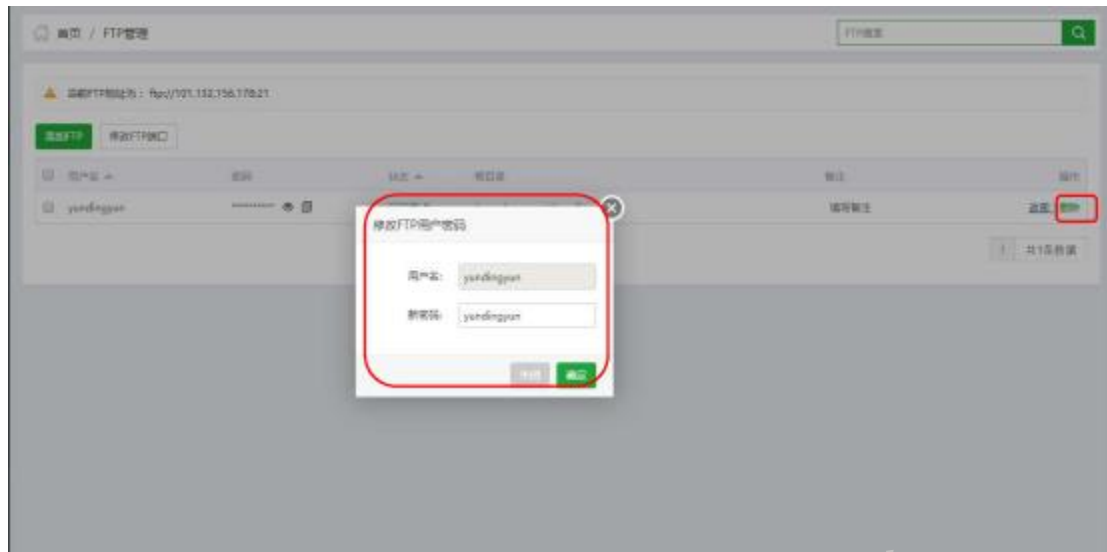 首页 / FTP管理
FTP搜索
当前FTP地址为：ftp://101.132.156.178:21
添加FTP 修改FTP端口
用户名 密码 状态 根目录 备注 操作
yundingyun ********** 填写备注 删除
修改FTP用户密码
用户名: yundingyun
新密码: yundingyun
确定
1 共1条数据